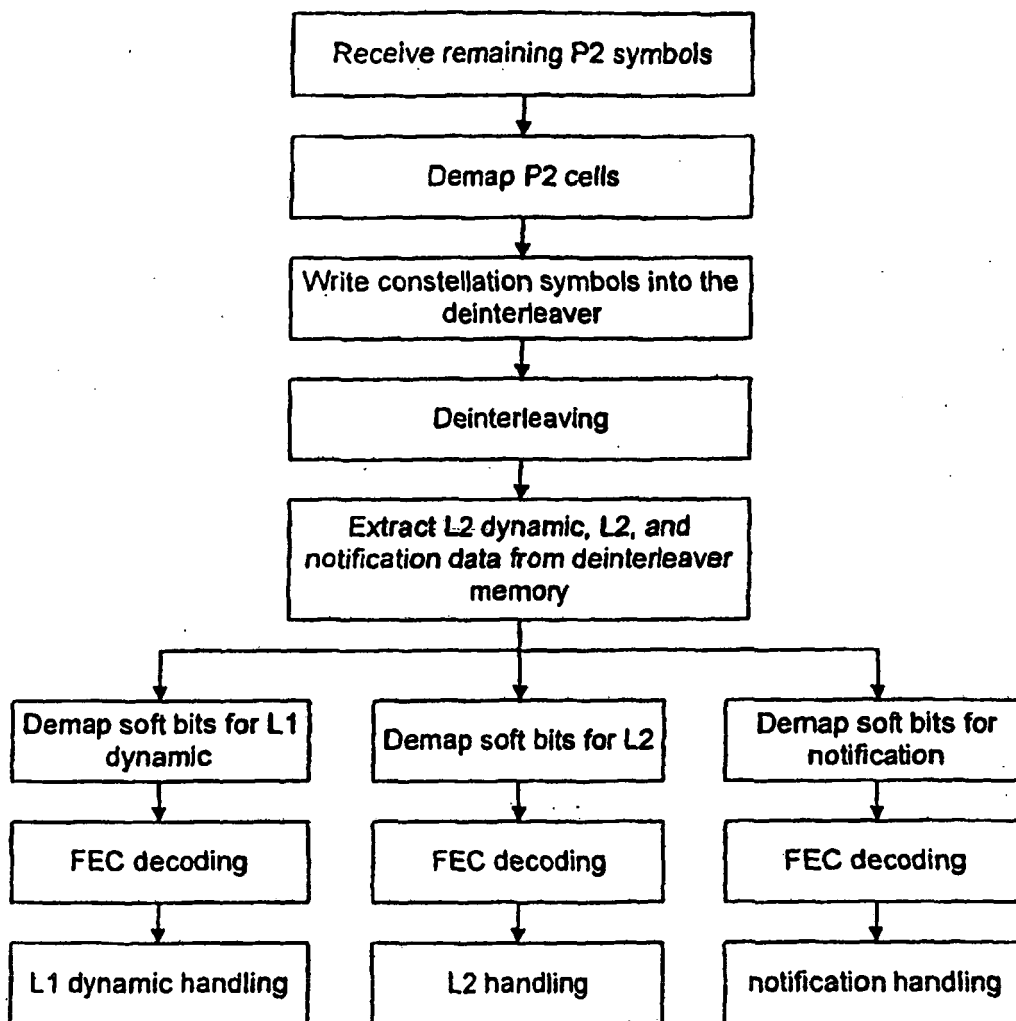 Receive remaining P2 symbols
Demap P2 cells
Write constellation symbols into the
deinterleaver
Deinterleaving
Extract L2 dynamic, L2, and
notification data from deinterleaver
memory
Demap soft bits for L1
dynamic
Demap soft bits for L2
Demap soft bits for
notification
FEC decoding
FEC decoding
FEC decoding
L1 dynamic handling
L2 handling
notification handling